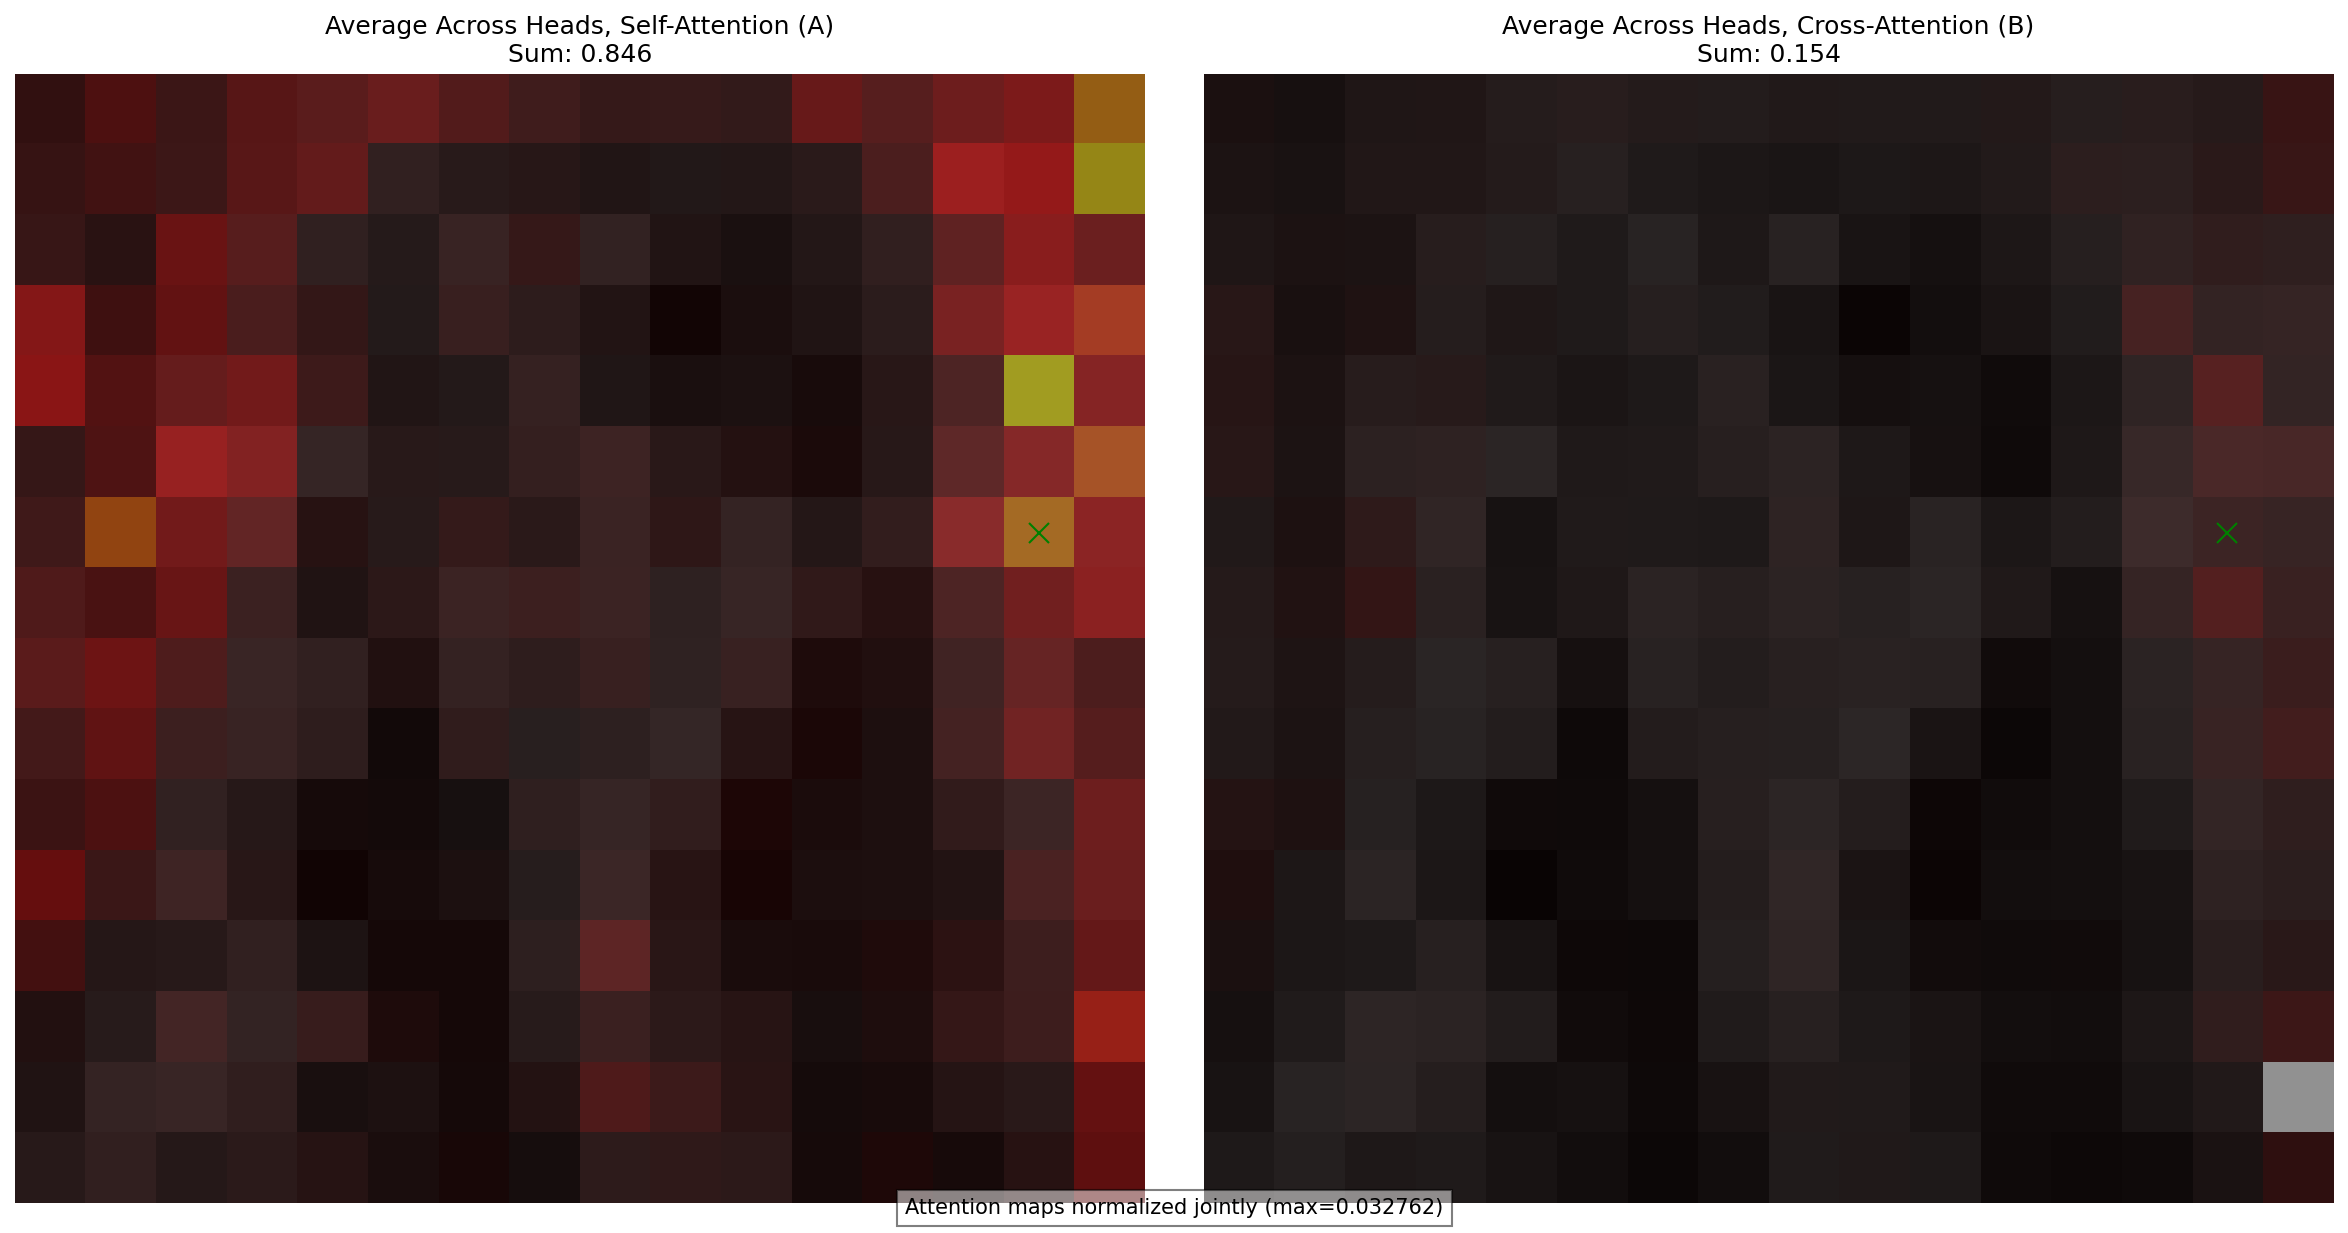 Average Across Heads, Self-Attention (A)
Sum: 0.846
Average Across Heads, Cross-Attention (B)
Sum: 0.154
Attention maps normalized jointly (max=0.032762)